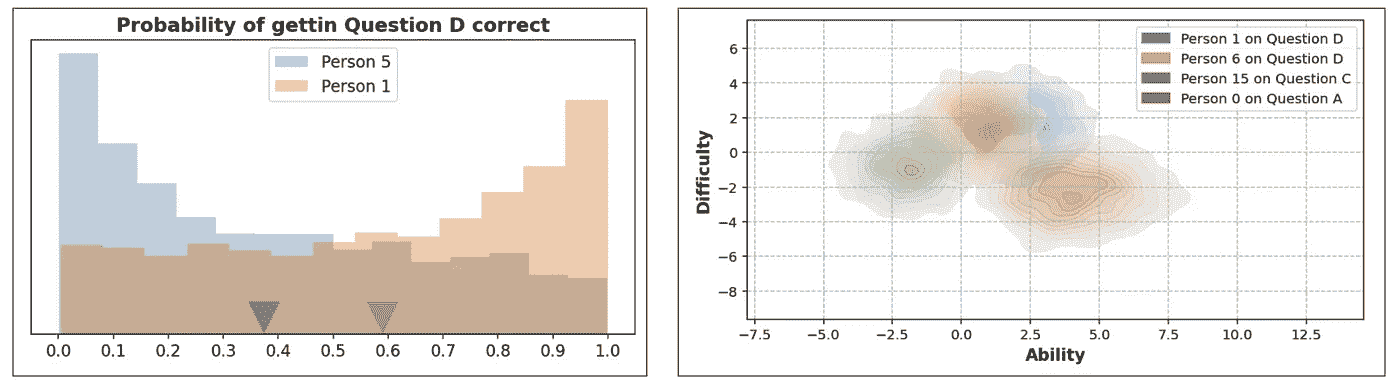 Probability of gettin Question D correct
Person 5
Person 1
0.0 0.1 0.2 0.3 0.4 0.5 0.6 0.7 0.8 0.9 1.0
Person 1 on Question D
Person 6 on Question D
Person 15 on Question C
Person 0 on Question A
Difficulty
6
4
2
0
−2
−4
−6
−8
−7.5 −5.0 −2.5 0.0 2.5 5.0 7.5 10.0 12.5
Ability